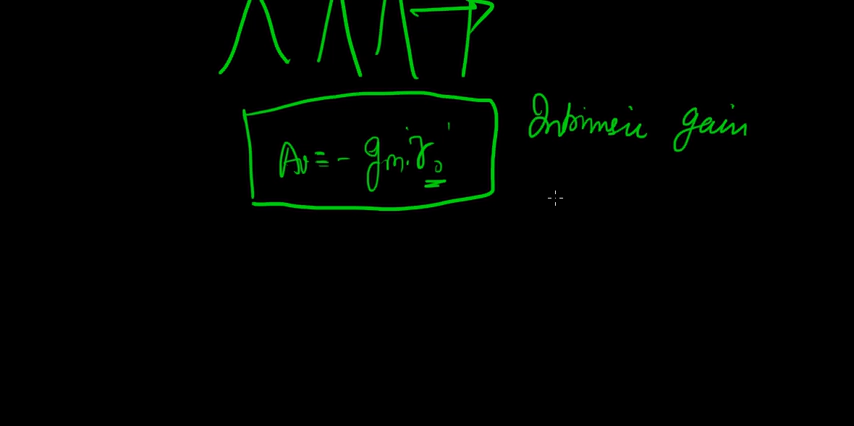 Av = - gm. ro
Intrinsic gain